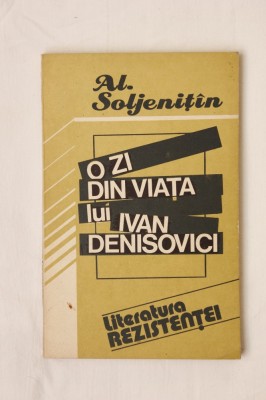 Al.
Soljenițîn
O ZI
DIN VIAȚA
lui IVAN
DENISOVICI
Literatura
REZISTENȚEI